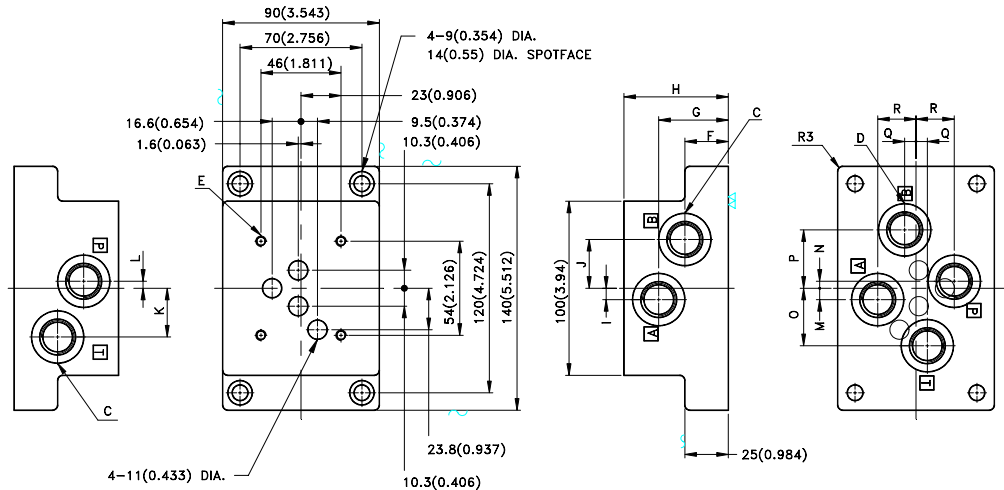 90(3.543)
70(2.756)
46(1.811)
4-9(0.354) DIA.
14(0.55) DIA. SPOTFACE
23(0.906)
16.6(0.654)
9.5(0.374)
1.6(0.063)
10.3(0.406)
E
P
L
K
T
C
54(2.126)
120(4.724)
140(5.512)
4-11(0.433) DIA.
23.8(0.937)
10.3(0.406)
H
G
C
F
B
J
I
A
100(3.94)
25(0.984)
R
R
R3
D
Q
Q
B
A
N
P
O
M
P
T